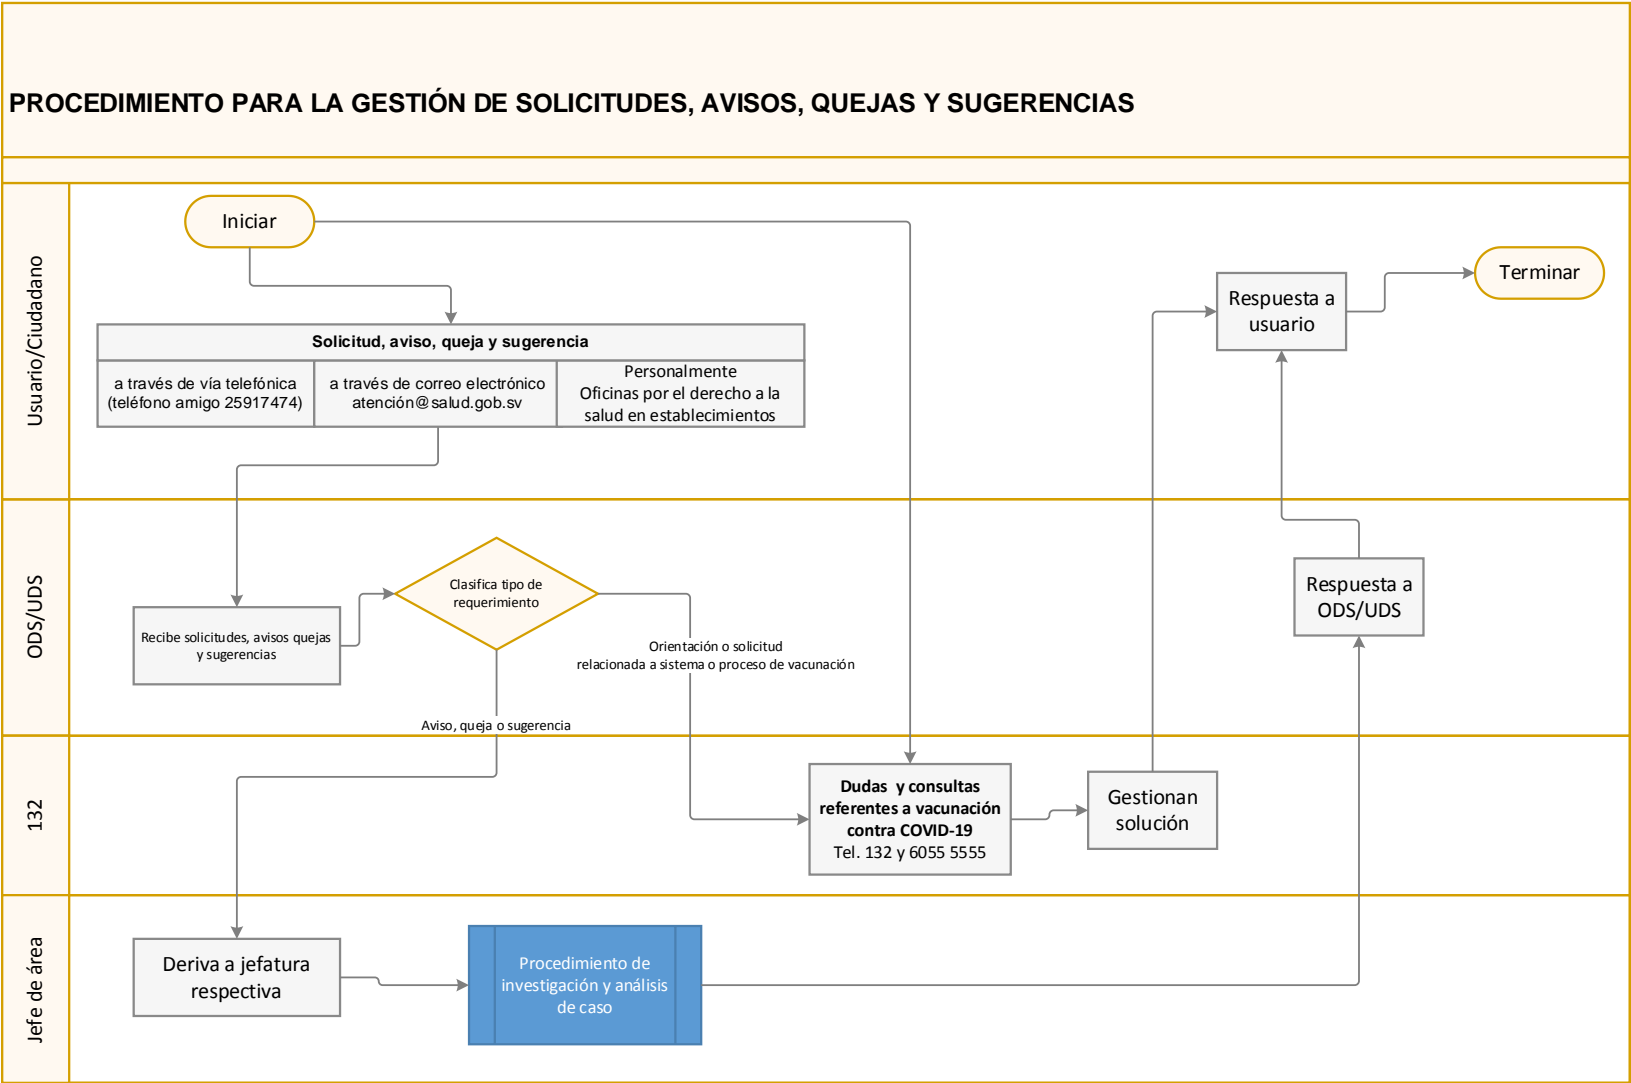 PROCEDIMIENTO PARA LA GESTIÓN DE SOLICITUDES, AVISOS, QUEJAS Y SUGERENCIAS
Usuario/Ciudadano
Iniciar
Solicitud, aviso, queja y sugerencia
a través de vía telefónica
(teléfono amigo 25917474)
a través de correo electrónico
atención@salud.gob.sv
Personalmente
Oficinas por el derecho a la
salud en establecimientos
Respuesta a
usuario
Terminar
ODS/UDS
Recibe solicitudes, avisos quejas
y sugerencias
Clasifica tipo de
requerimiento
Orientación o solicitud
relacionada a sistema o proceso de vacunación
Aviso, queja o sugerencia
Respuesta a
ODS/UDS
132
Dudas y consultas
referentes a vacunación
contra COVID-19
Tel. 132 y 6055 5555
Gestionan
solución
Jefe de área
Deriva a jefatura
respectiva
Procedimiento de
investigación y análisis
de caso